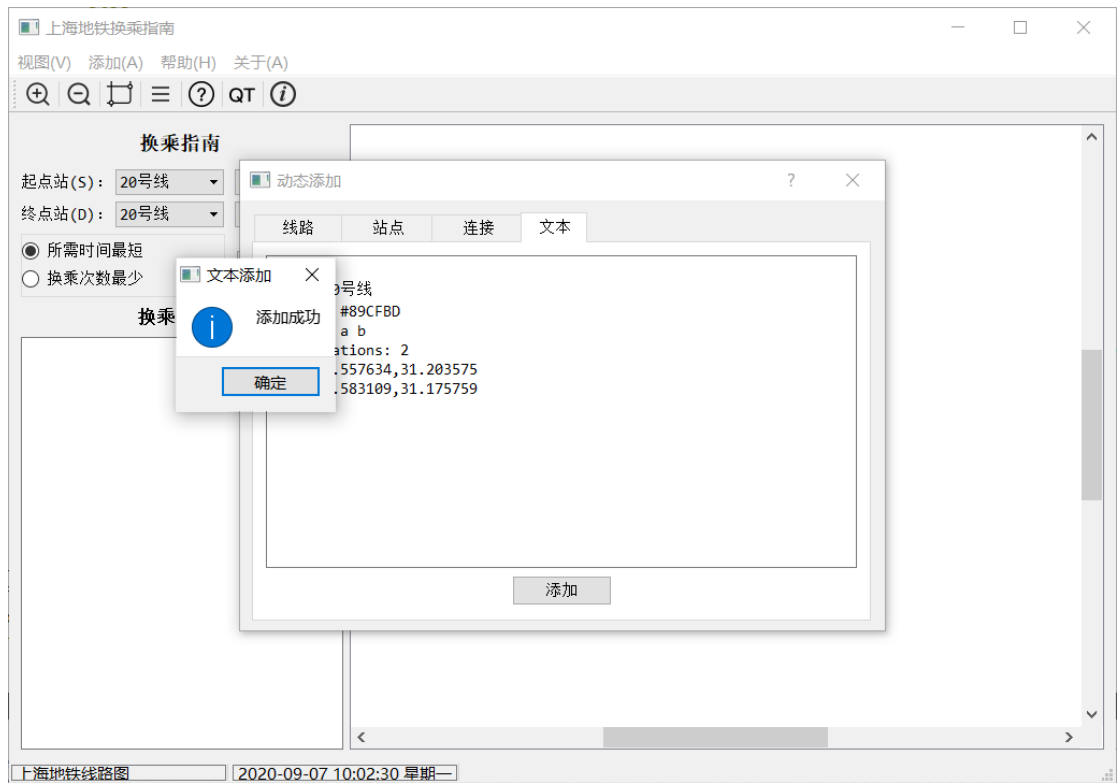 上海地铁换乘指南
视图(V) 添加(A) 帮助(H) 关于(A)
QT
换乘指南
起点站(S): 20号线
终点站(D): 20号线
所需时间最短
换乘次数最少
换乘
动态添加
线路 站点 连接 文本
号线
#89CFBD
a b
ations: 2
.557634,31.203575
.583109,31.175759
添加
文本添加
添加成功
确定
上海地铁线路图 2020-09-07 10:02:30 星期一